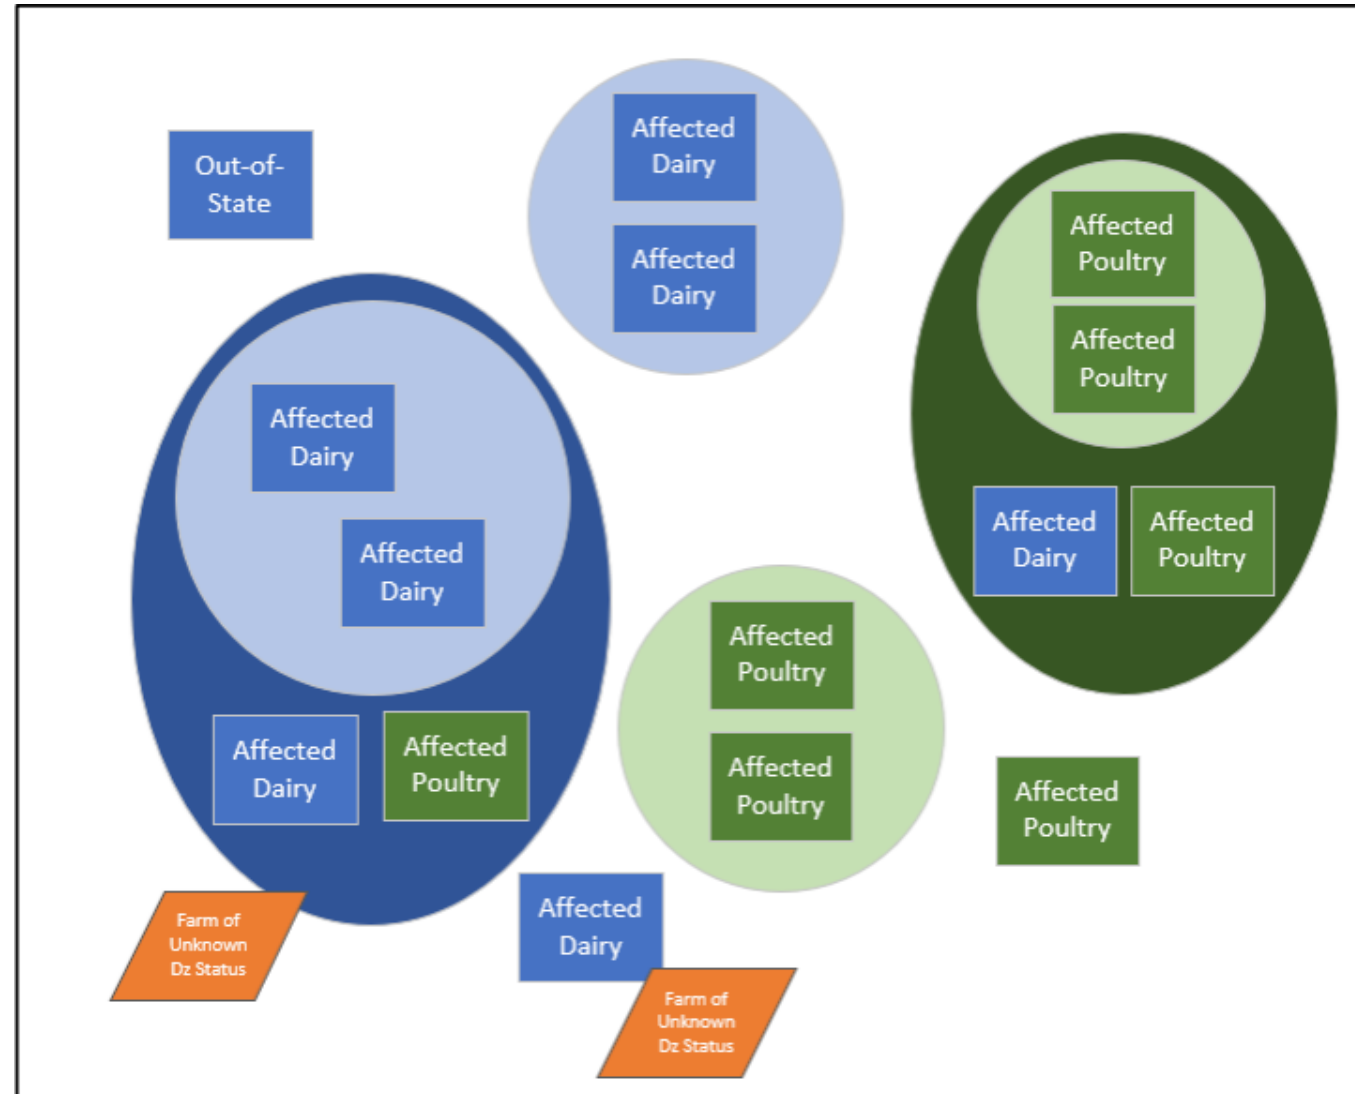 Out-of-
State
Affected
Dairy
Affected
Dairy
Affected
Poultry
Affected
Poultry
Affected
Dairy
Affected
Dairy
Affected
Dairy
Affected
Poultry
Affected
Poultry
Affected
Poultry
Affected
Dairy
Affected
Poultry
Affected
Poultry
Affected
Dairy
Farm of
Unknown
Dz Status
Farm of
Unknown
Dz Status